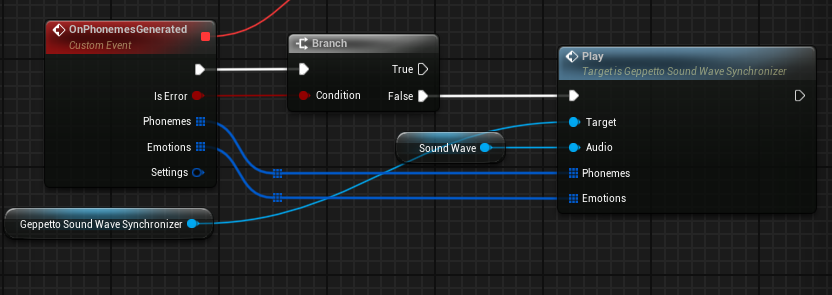 OnPhonemesGenerated
Custom Event
Is Error
Phonemes
Emotions
Settings
Branch
True
Condition
False
Sound Wave
Geppetto Sound Wave Synchronizer
Play
Target is Geppetto Sound Wave Synchronizer
Target
Audio
Phonemes
Emotions